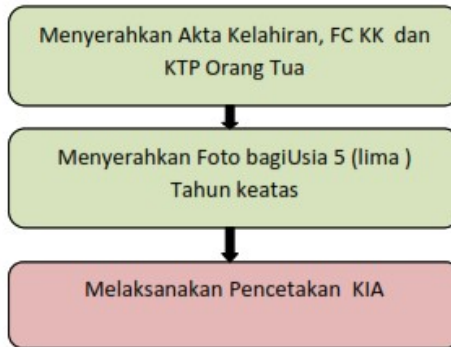 Menyerahkan Akta Kelahiran, FC KK dan
KTP Orang Tua
Menyerahkan Foto bagiUsia 5 (lima )
Tahun keatas
Melaksanakan Pencetakan KIA